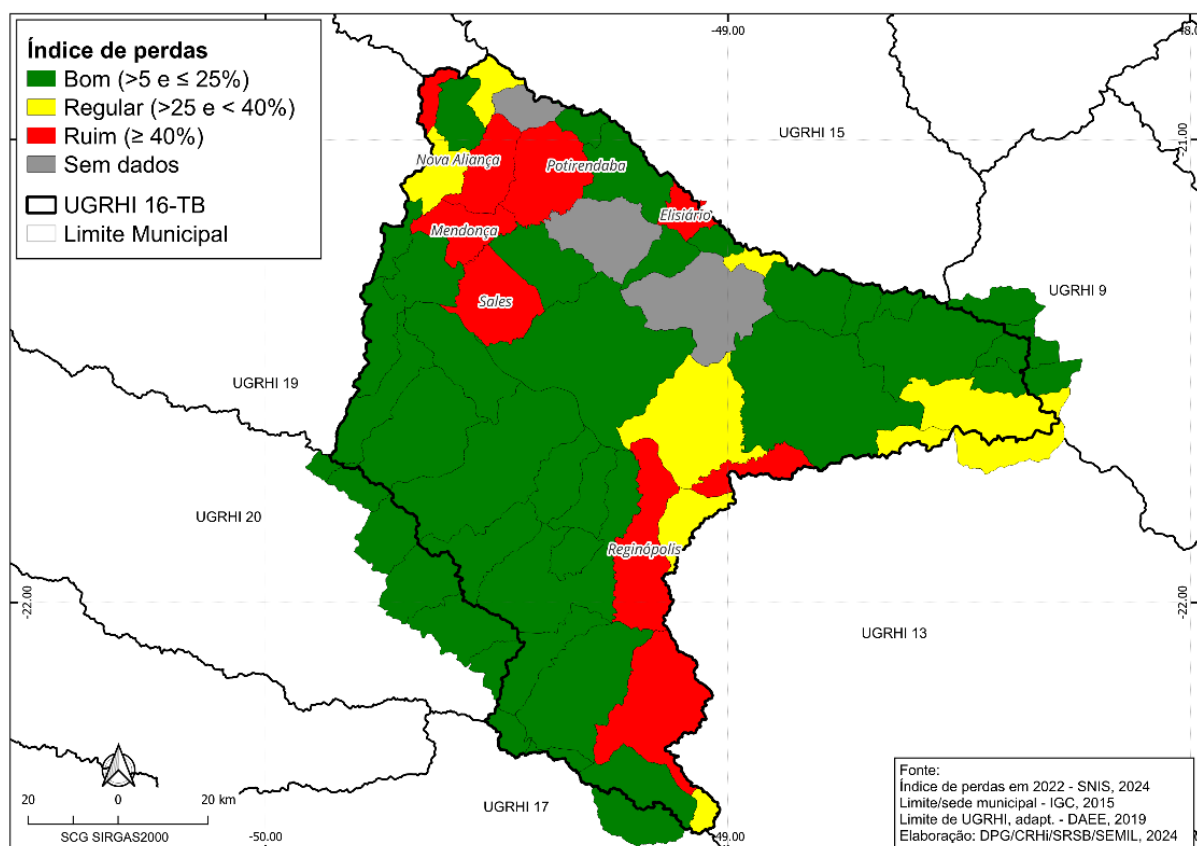 Índice de perdas
Bom (>5 e ≤ 25%)
Regular (>25 e < 40%)
Ruim (≥ 40%)
Sem dados
UGRHI 16-TB
Limite Municipal
-49.00
-21.00
-21.00
UGRHI 15
Nova Aliança
Potirendaba
Elisiário
Mendonça
Sales
UGRHI 9
UGRHI 19
UGRHI 20
Reginópolis
-22.00
-22.00
UGRHI 13
UGRHI 17
20 0 20 km
SCG SIRGAS2000
-50.00
-49.00
Fonte:
Índice de perdas em 2022 - SNIS, 2024
Limite/sede municipal - IGC, 2015
Limite de UGRHI, adapt. - DAEE, 2019
Elaboração: DPG/CRHi/SRSB/SEMIL, 2024